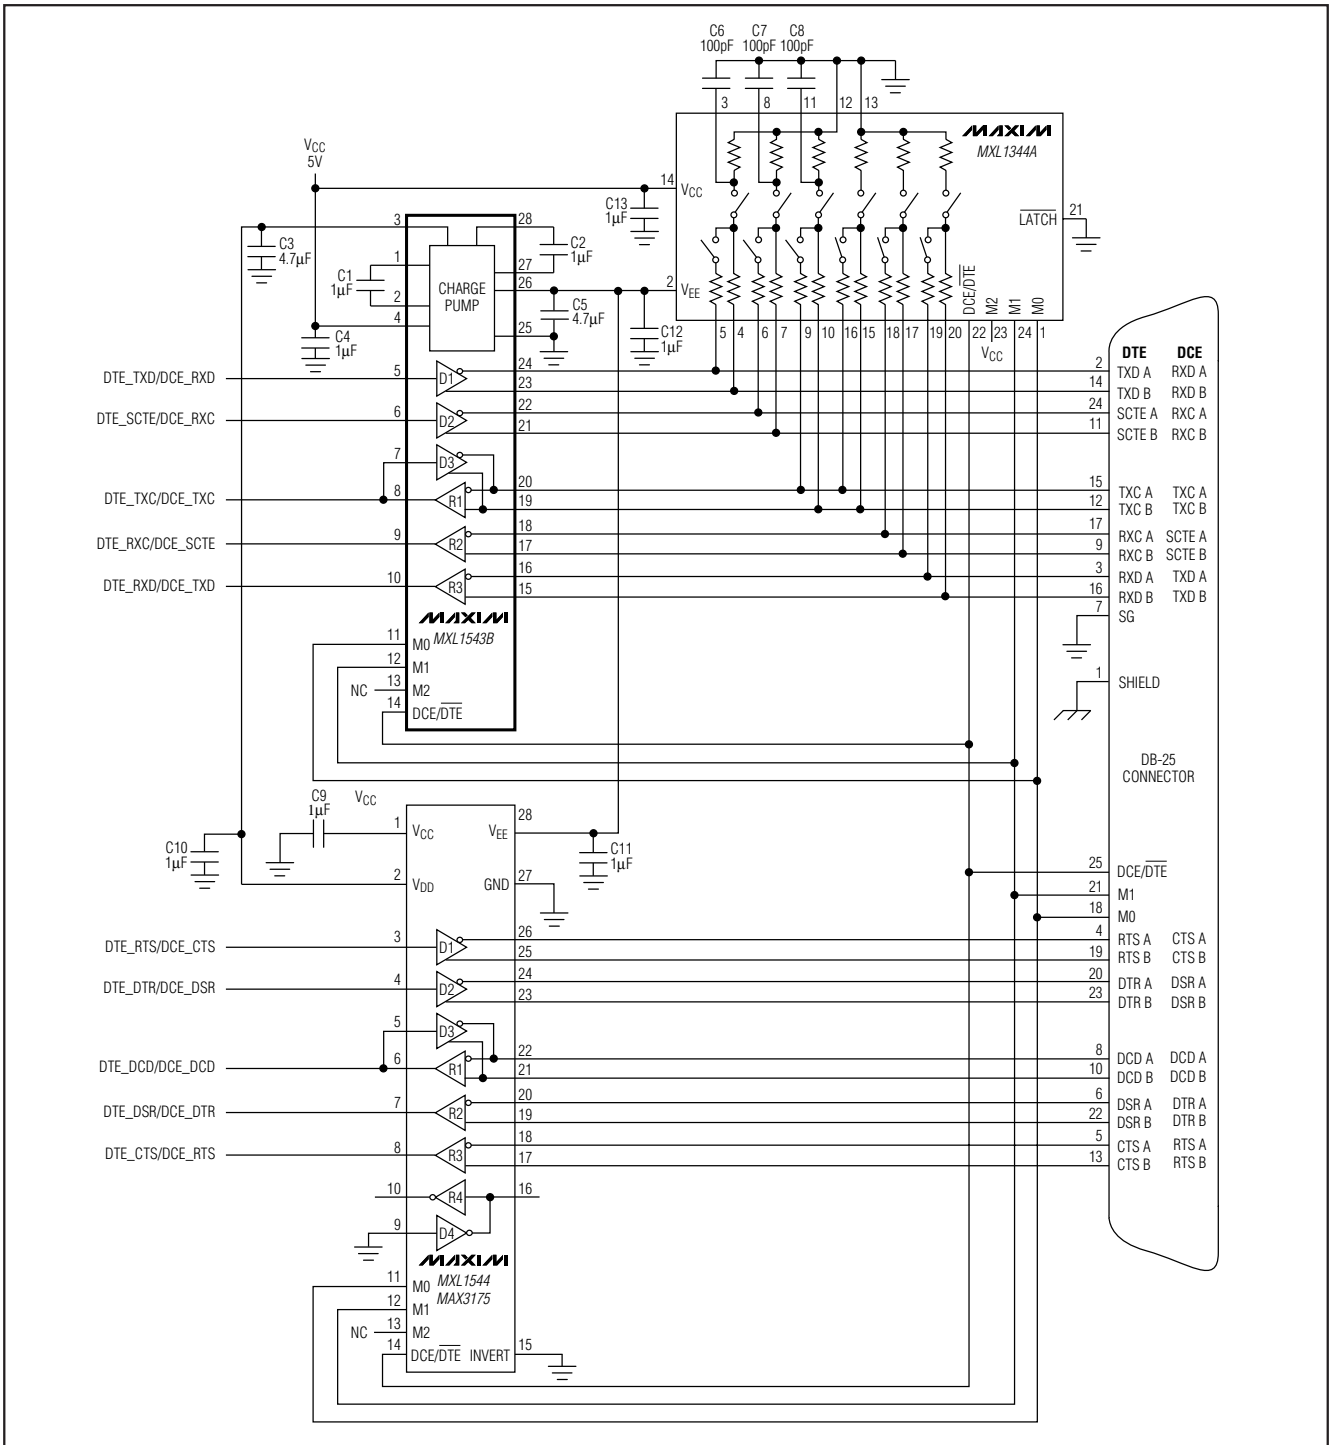 C6 C7 C8
100pF 100pF 100pF
3 8 11 12 13
MAXIM
MXL1344A
VCC
5V
14 VCC
C13
1µF
LATCH 21
3 28
C3
4.7µF
C2
1µF
1 27
C1
1µF
CHARGE
PUMP
26 2 VEE
2
C5
4.7µF
4 25
C4
1µF
C12
1µF
DCE/DTE M2 M1 M0
5 4 6 7 9 10 16 15 18 17 19 20 22 23 24 1
VCC
DTE DCE
DTE_TXD/DCE_RXD 5 D1 24 2 TXD A RXD A
23 14 TXD B RXD B
DTE_SCTE/DCE_RXC 6 D2 22 24 SCTE A RXC A
21 11 SCTE B RXC B
7 D3
DTE_TXC/DCE_TXC 8 R1 20 15 TXC A TXC A
19 12 TXC B TXC B
DTE_RXC/DCE_SCTE 9 R2 18 17 RXC A SCTE A
17 9 RXC B SCTE B
DTE_RXD/DCE_TXD 10 R3 16 3 RXD A TXD A
15 16 RXD B TXD B
7 SG
MAXIM
MXL1543B
11 M0
12 M1
NC 13 M2
14 DCE/DTE
1 SHIELD
DB-25
CONNECTOR
C9
1µF
VCC
1 VCC VEE 28
C10
1µF
C11
1µF
2 VDD GND 27
25 DCE/DTE
21 M1
18 M0
DTE_RTS/DCE_CTS 3 D1 26 4 RTS A CTS A
25 19 RTS B CTS B
DTE_DTR/DCE_DSR 4 D2 24 20 DTR A DSR A
23 23 DTR B DSR B
5 D3
DTE_DCD/DCE_DCD 6 R1 22 8 DCD A DCD A
21 10 DCD B DCD B
DTE_DSR/DCE_DTR 7 R2 20 6 DSR A DTR A
19 22 DSR B DTR B
DTE_CTS/DCE_RTS 8 R3 18 5 CTS A RTS A
17 13 CTS B RTS B
10 R4 16
9 D4
MAXIM
MXL1544
MAX3175
11 M0
12 M1
NC 13 M2
14 DCE/DTE INVERT 15